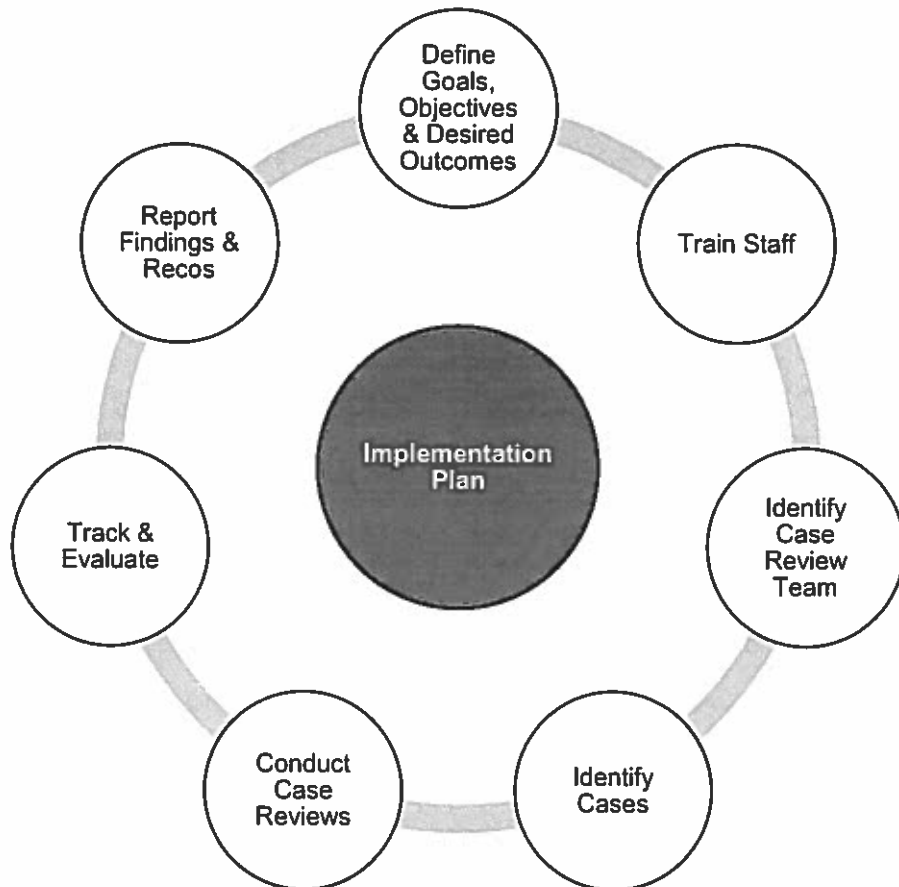 Define
Goals,
Objectives
& Desired
Outcomes
Train Staff
Identify
Case
Review
Team
Identify
Cases
Conduct
Case
Reviews
Track &
Evaluate
Report
Findings &
Recos
Implementation
Plan